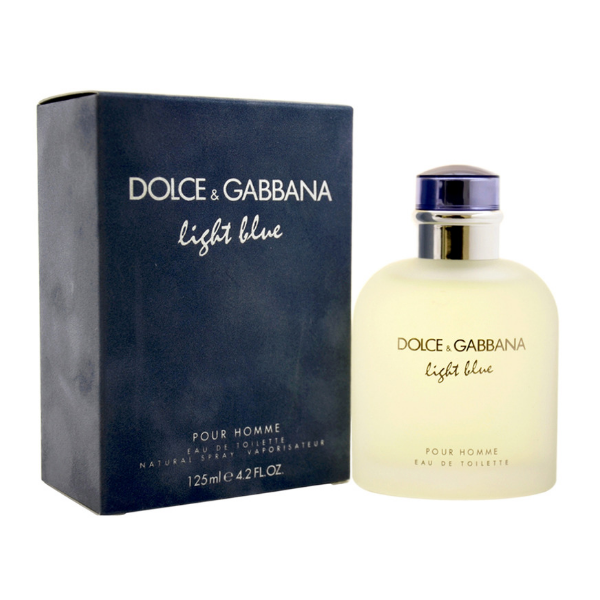 DOLCE & GABBANA
light blue
POUR HOMME
EAU DE TOILETTE
NATURAL SPRAY VAPORISATEUR
125ml ℮ 4.2 FL.OZ.
DOLCE & GABBANA
light blue
POUR HOMME
EAU DE TOILETTE